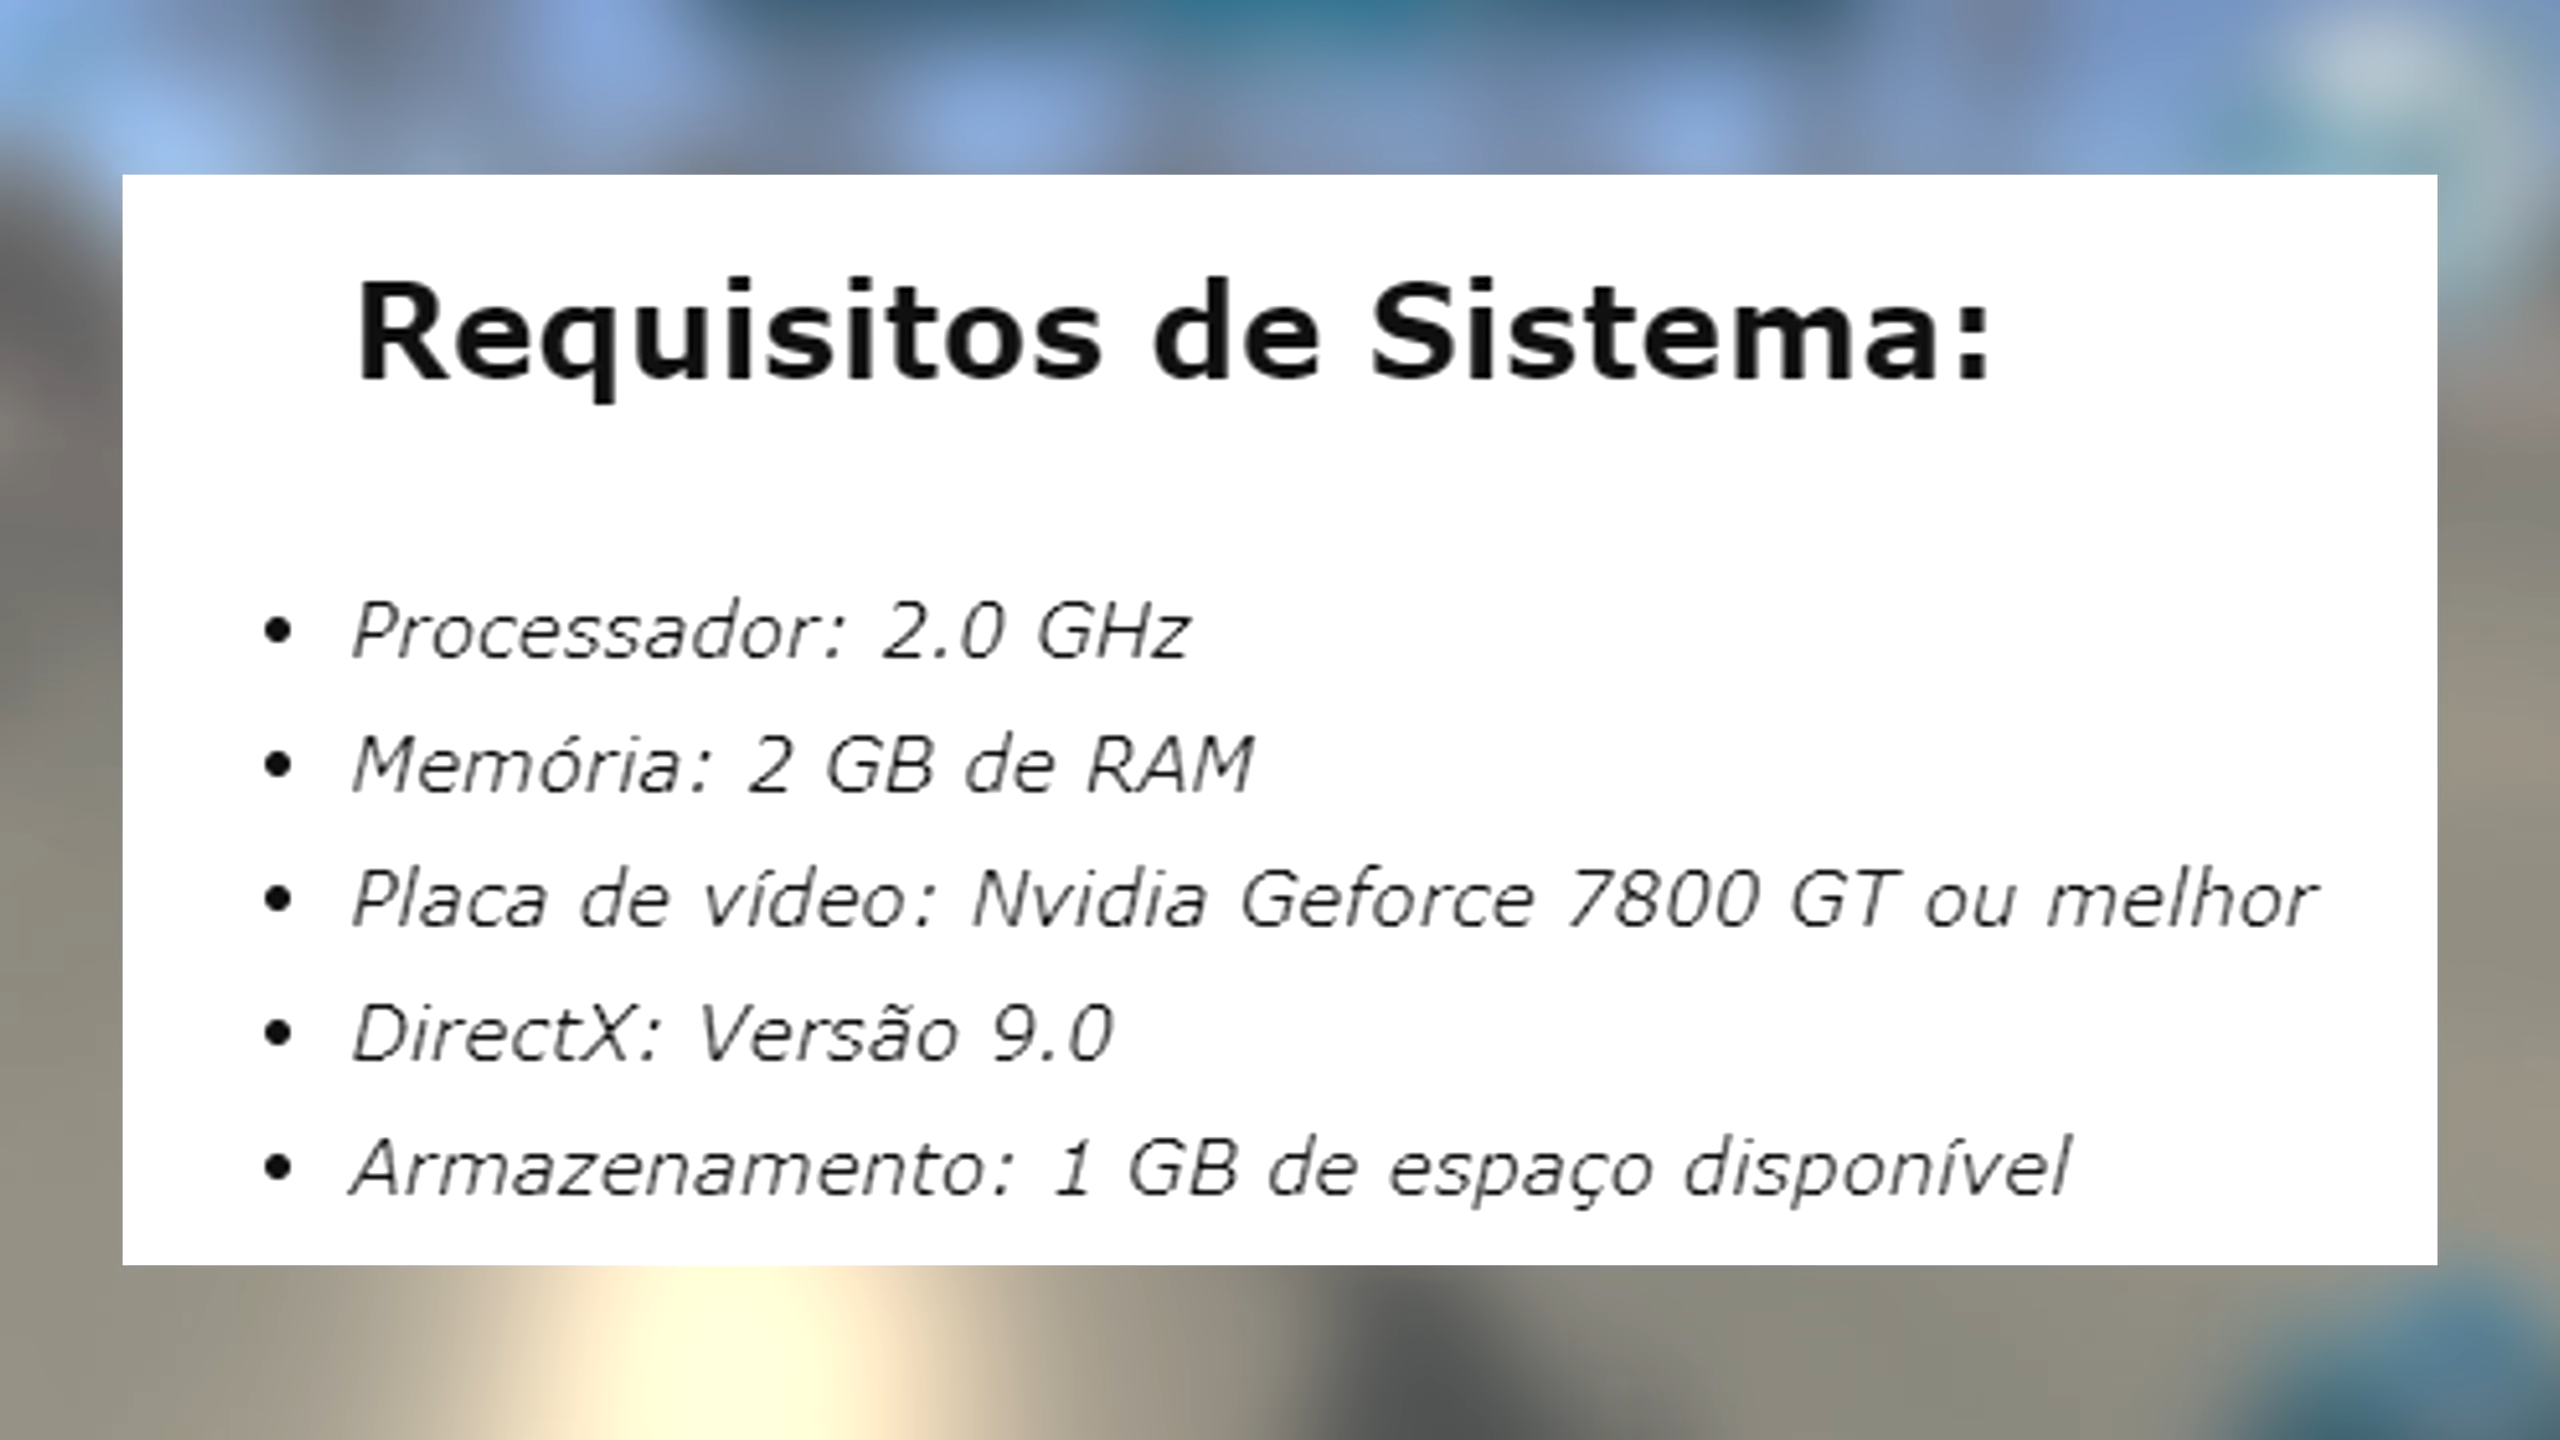 Requisitos de Sistema:
• Processador: 2.0 GHz
• Memória: 2 GB de RAM
• Placa de vídeo: Nvidia Geforce 7800 GT ou melhor
• DirectX: Versão 9.0
• Armazenamento: 1 GB de espaço disponível